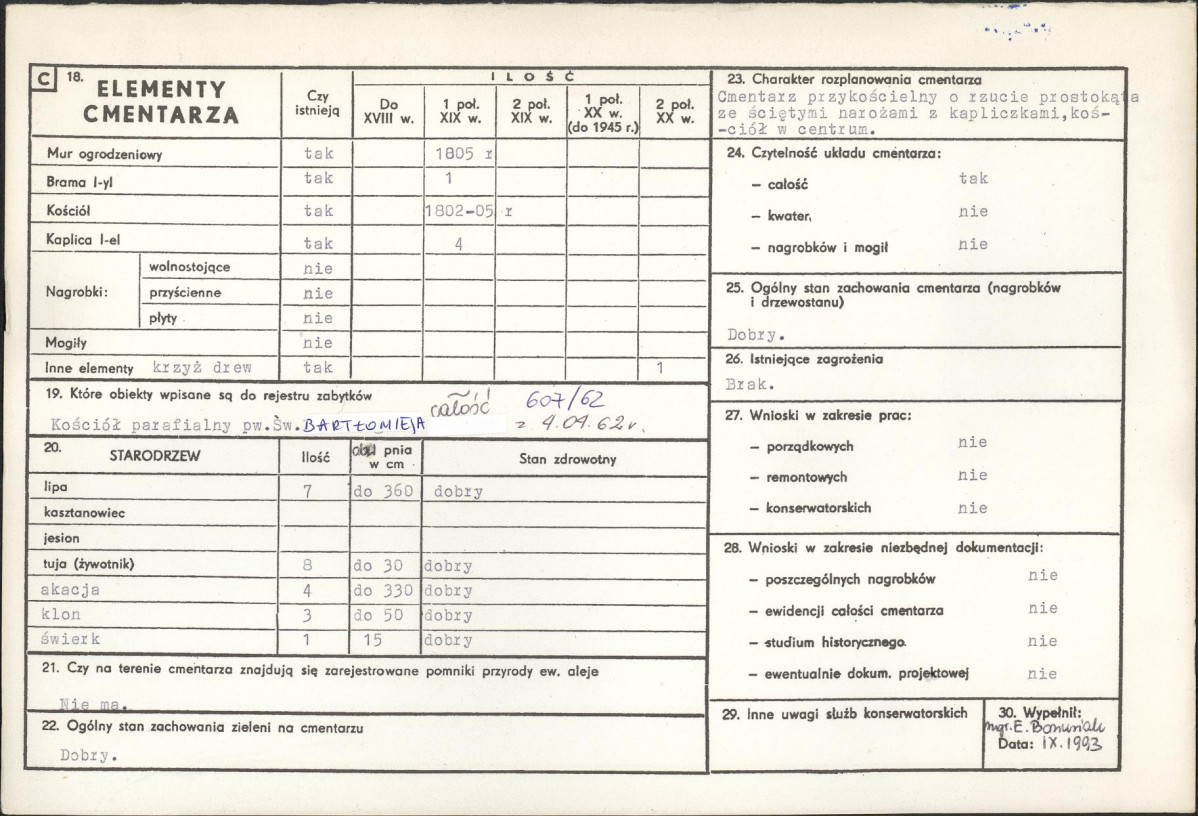 C 18. ELEMENTY CMENTARZA
Czy istnieją
ILOŚĆ
Do XVIII w.
1 poł. XIX w.
2 poł. XIX w.
1 poł. XX w. (do 1945 r.)
2 poł. XX w.
Mur ogrodzeniowy tak 1805 r
Brama I-yl tak 1
Kościół tak 1802-05 r
Kaplica I-el tak 4
Nagrobki:
wolnostojące nie
przyścienne nie
płyty nie
Mogiły nie
Inne elementy krzyż drew tak 1
19. Które obiekty wpisane są do rejestru zabytków
całość 607/62
Kościół parafialny pw.Św. BARTŁOMIEJA z 4.09.62r.
20. STARODRZEW Ilość pnia w cm Stan zdrowotny
lipa 7 do 360 dobry
kasztanowiec
jesion
tuja (żywotnik) 8 do 30 dobry
akacja 4 do 330 dobry
klon 3 do 50 dobry
świerk 1 15 dobry
21. Czy na terenie cmentarza znajdują się zarejestrowane pomniki przyrody ew. aleje
Nie ma.
22. Ogólny stan zachowania zieleni na cmentarzu
Dobry.
23. Charakter rozplanowania cmentarza
Cmentarz przykościelny o rzucie prostokąta
ze ściętymi narożami z kapliczkami,koś-
-ciół w centrum.
24. Czytelność układu cmentarza:
— całość tak
— kwater, nie
— nagrobków i mogił nie
25. Ogólny stan zachowania cmentarza (nagrobków
i drzewostanu)
Dobry.
26. Istniejące zagrożenia
Brak.
27. Wnioski w zakresie prac:
— porządkowych nie
— remontowych nie
— konserwatorskich nie
28. Wnioski w zakresie niezbędnej dokumentacji:
— poszczególnych nagrobków nie
— ewidencji całości cmentarza nie
— studium historycznego. nie
— ewentualnie dokum. projektowej nie
29. Inne uwagi służb konserwatorskich
30. Wypełnił:
mgr. E.
Data: IX.1993